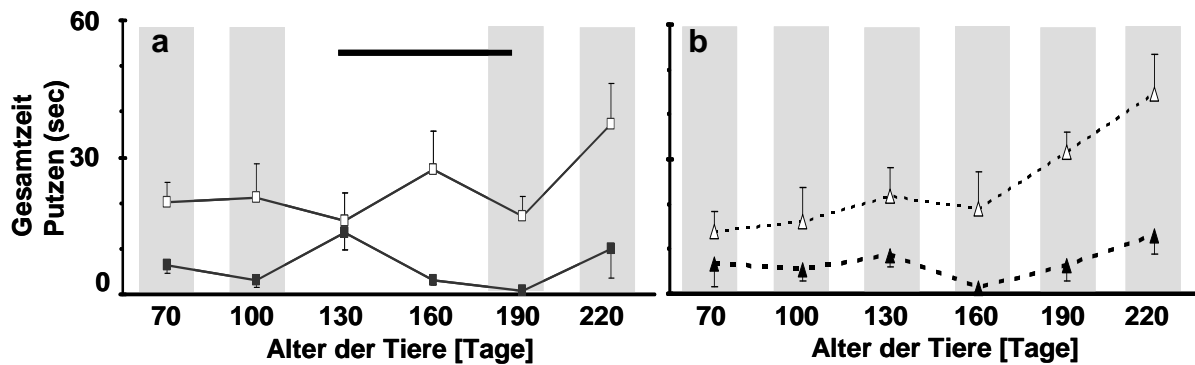 60
a
b
Gesamtzeit
Putzen (sec)
30
0
70 100 130 160 190 220
70 100 130 160 190 220
Alter der Tiere [Tage]
Alter der Tiere [Tage]